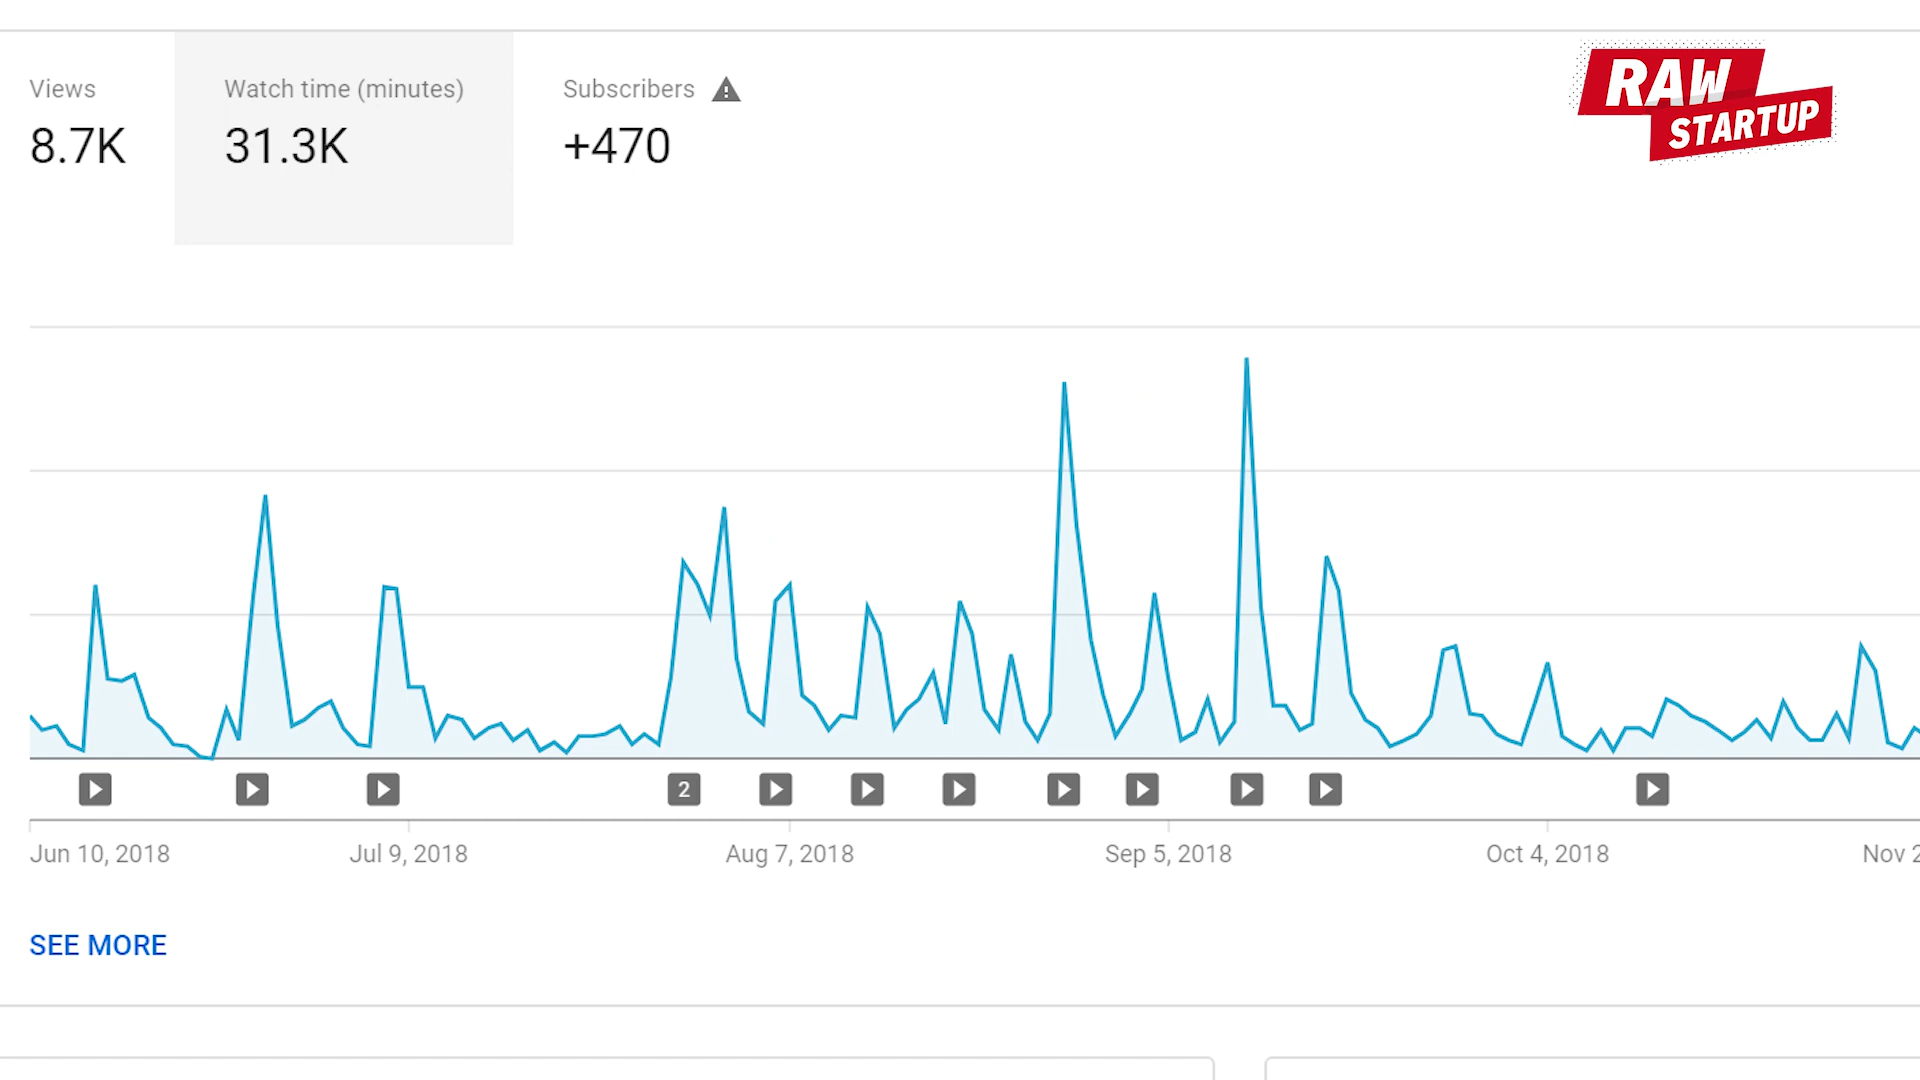 Views
8.7K
Watch time (minutes)
31.3K
Subscribers
+470
RAW
STARTUP
2
Jun 10, 2018
Jul 9, 2018
Aug 7, 2018
Sep 5, 2018
Oct 4, 2018
Nov
SEE MORE